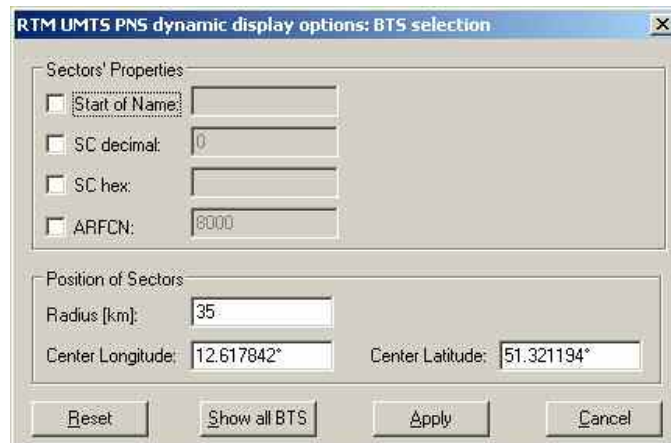 RTM UMTS PNS dynamic display options: BTS selection
Sectors' Properties
Start of Name:
SC decimal: 0
SC hex:
ARFCN: 8000
Position of Sectors
Radius [km]: 35
Center Longitude: 12.617842° Center Latitude: 51.321194°
Reset Show all BTS Apply Cancel